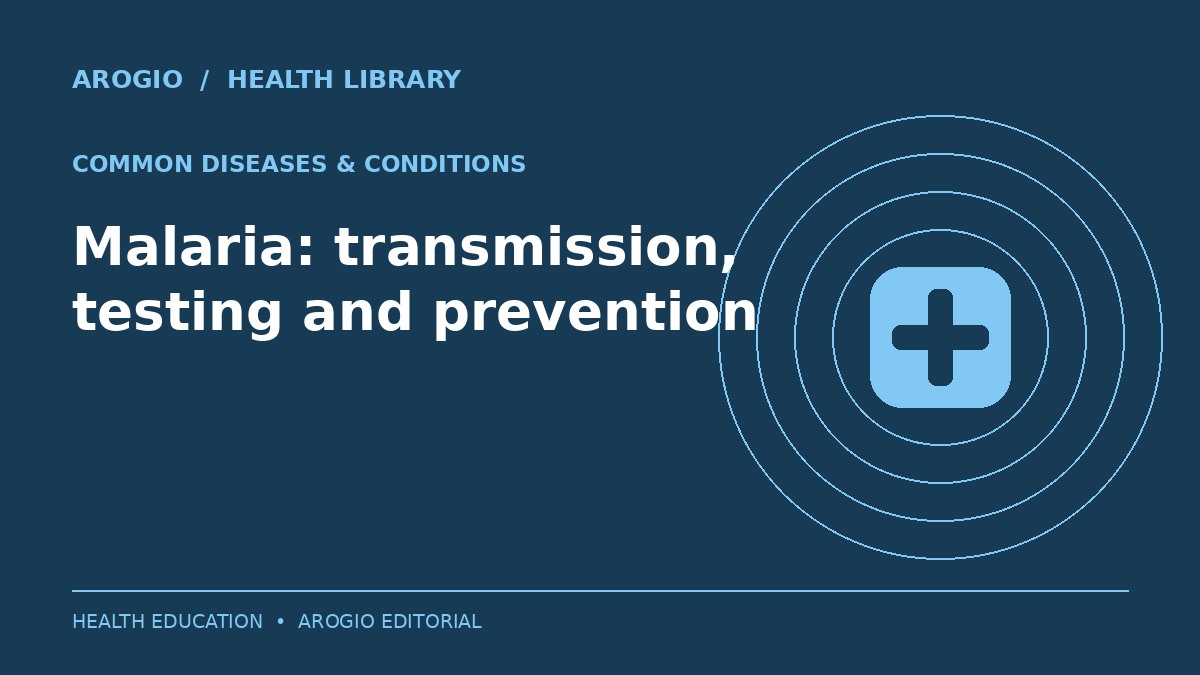 AROGIO / HEALTH LIBRARY
COMMON DISEASES & CONDITIONS
Malaria: transmission,
testing and prevention
HEALTH EDUCATION • AROGIO EDITORIAL